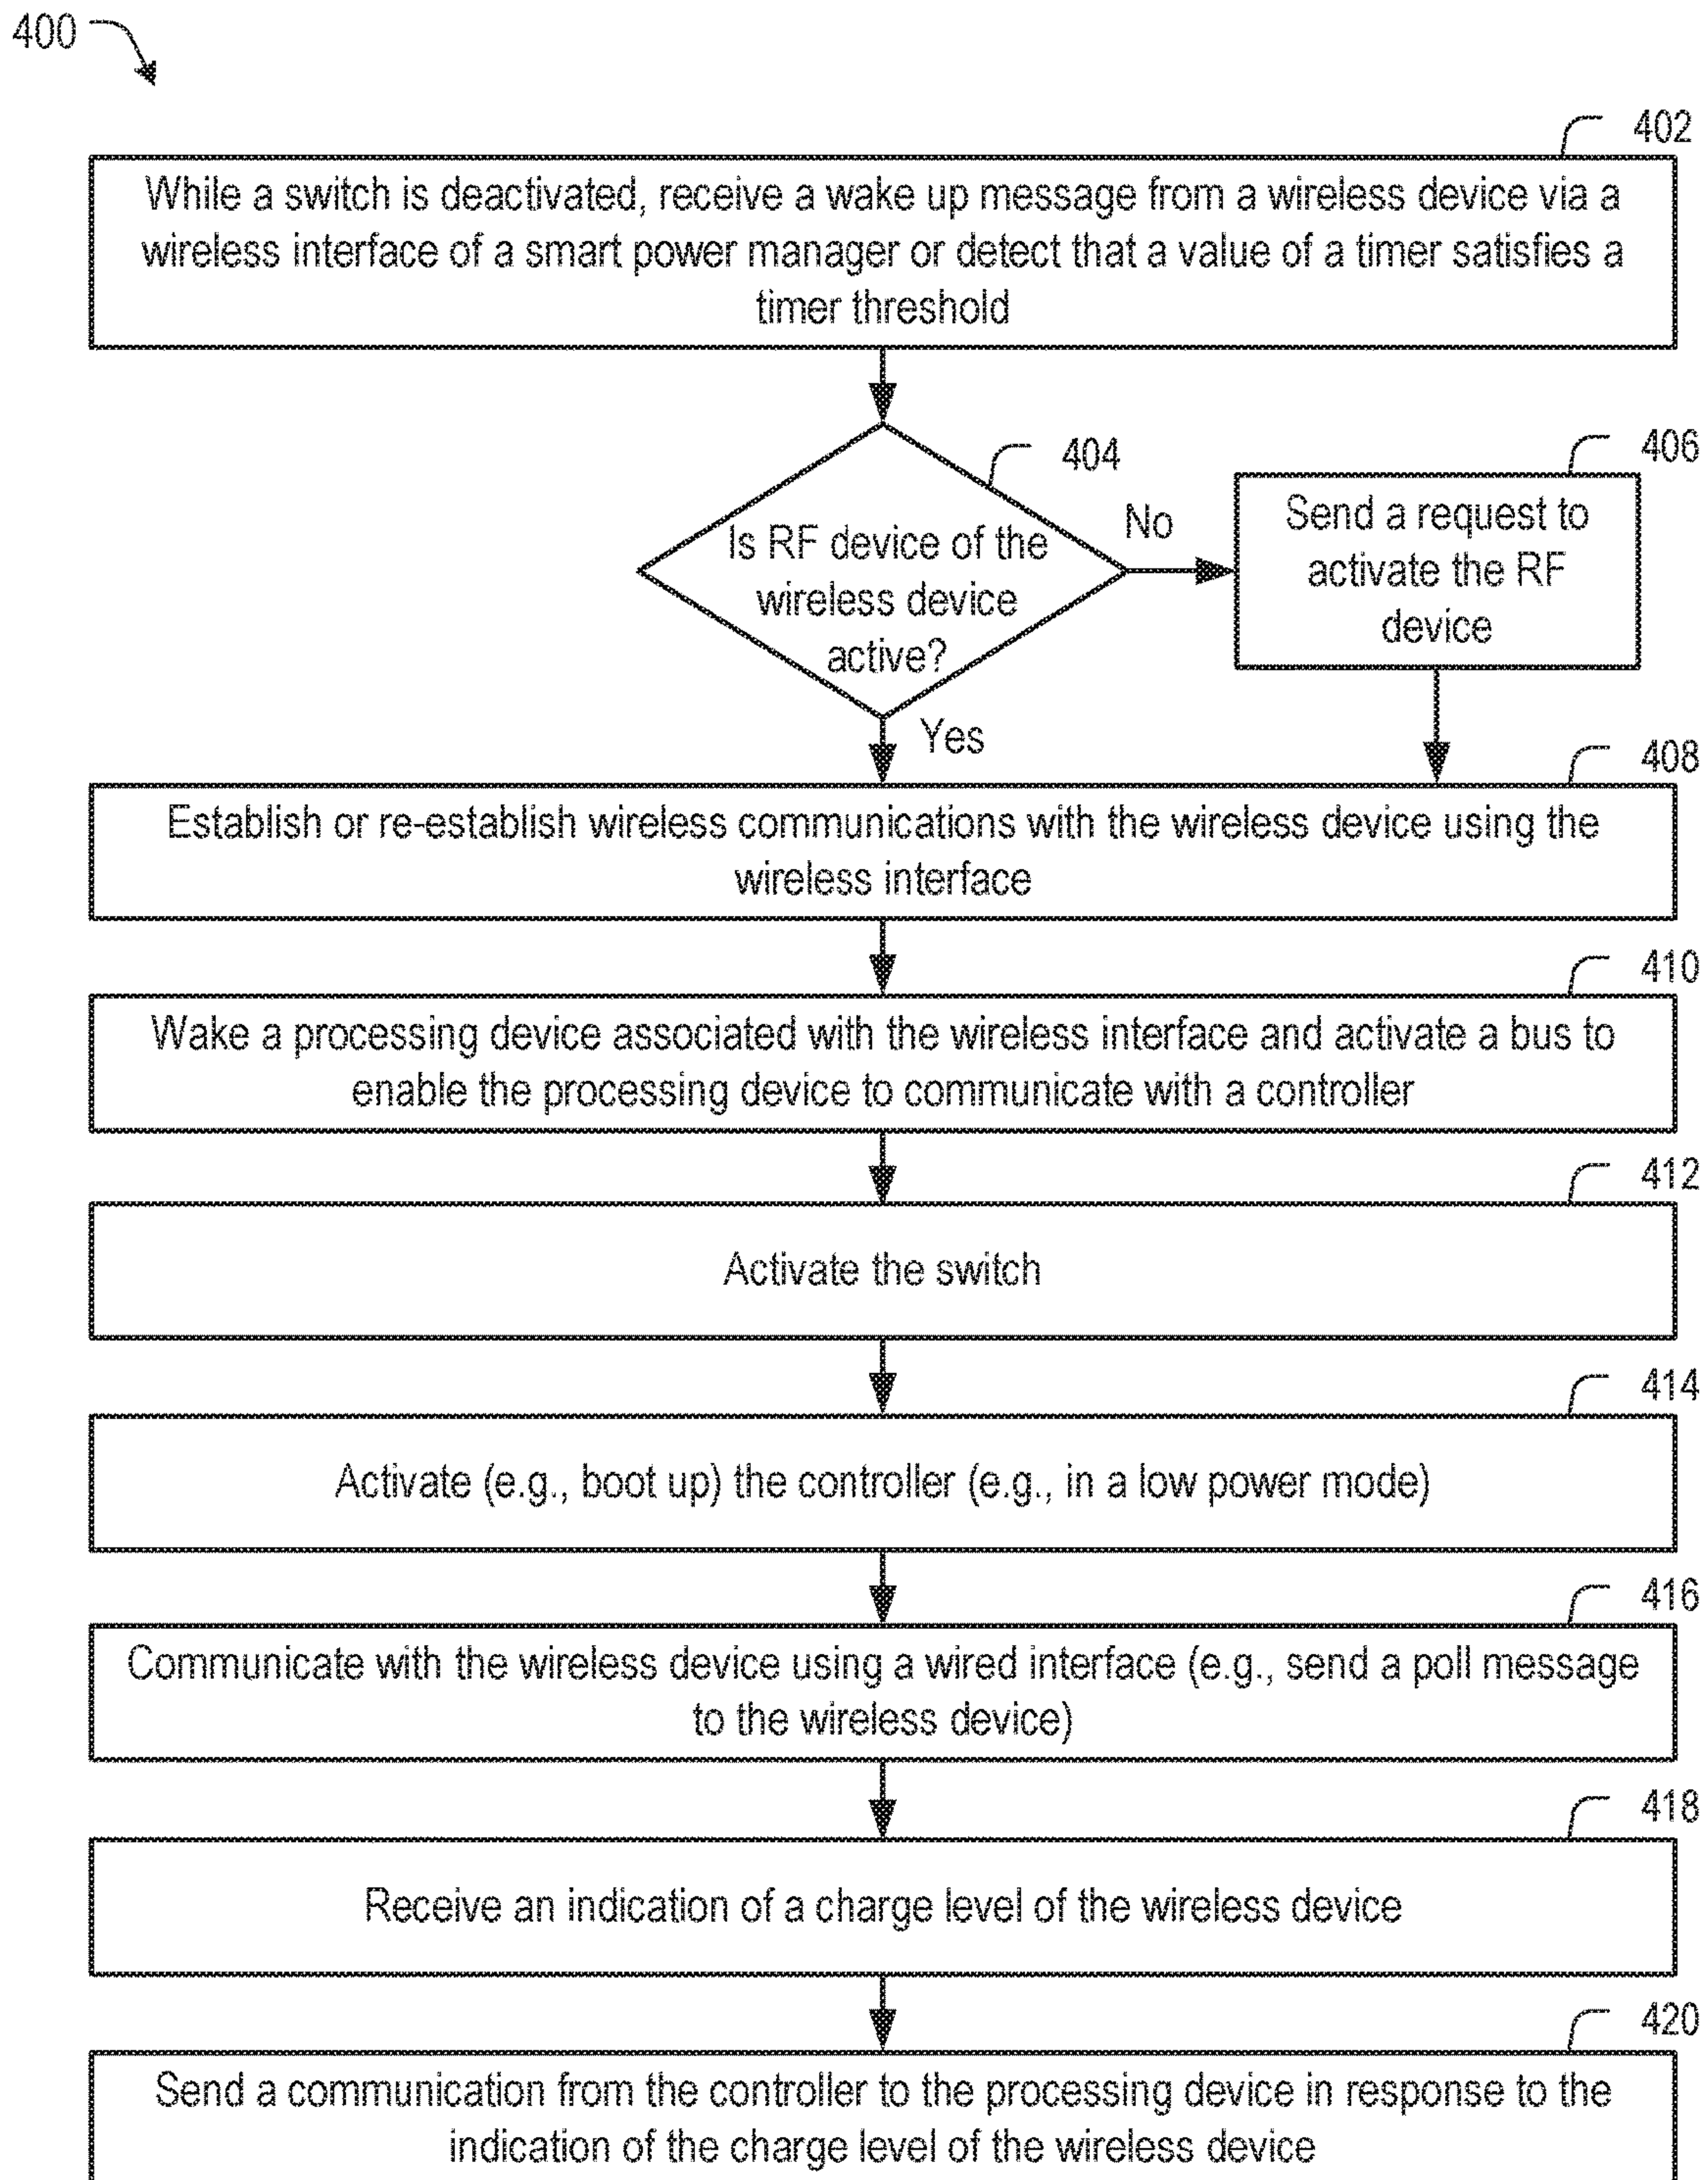 400
402
While a switch is deactivated, receive a wake up message from a wireless device via a
wireless interface of a smart power manager or detect that a value of a timer satisfies a
timer threshold
404
Is RF device of the
wireless device
active?
No
Yes
406
Send a request to
activate the RF
device
408
Establish or re-establish wireless communications with the wireless device using the
wireless interface
410
Wake a processing device associated with the wireless interface and activate a bus to
enable the processing device to communicate with a controller
412
Activate the switch
414
Activate (e.g., boot up) the controller (e.g., in a low power mode)
416
Communicate with the wireless device using a wired interface (e.g., send a poll message
to the wireless device)
418
Receive an indication of a charge level of the wireless device
420
Send a communication from the controller to the processing device in response to the
indication of the charge level of the wireless device